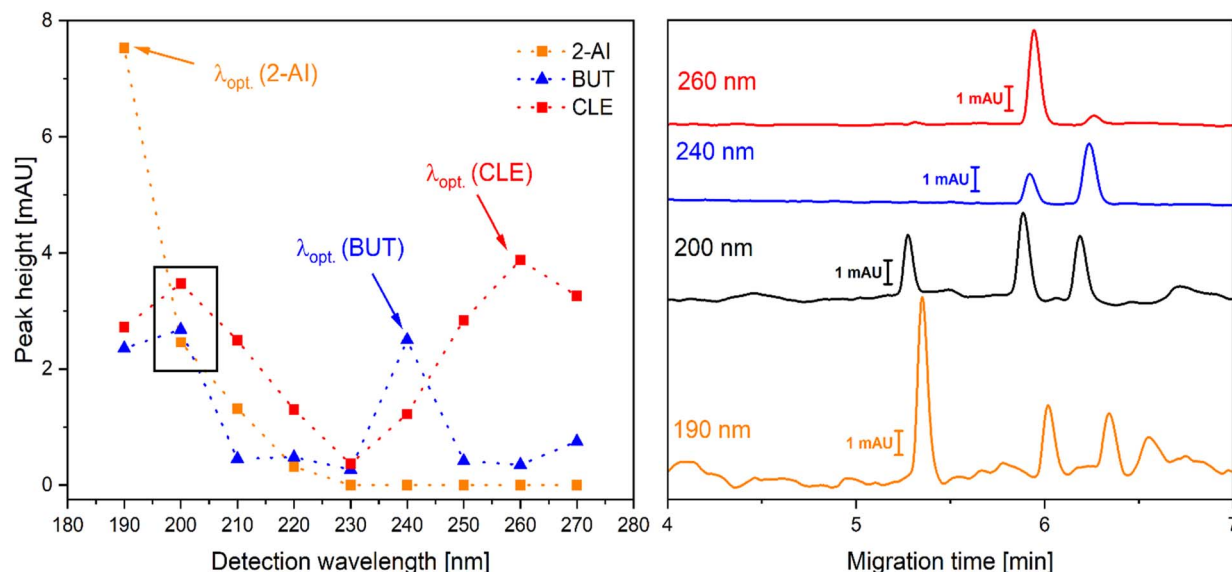 8
6
4
2
0
Peak height [mAU]
λopt. (2-AI)
2-AI
BUT
CLE
λopt. (CLE)
λopt. (BUT)
180 190 200 210 220 230 240 250 260 270 280
Detection wavelength [nm]
260 nm
1 mAU
240 nm
1 mAU
200 nm
1 mAU
190 nm
1 mAU
4 5 6 7
Migration time [min]